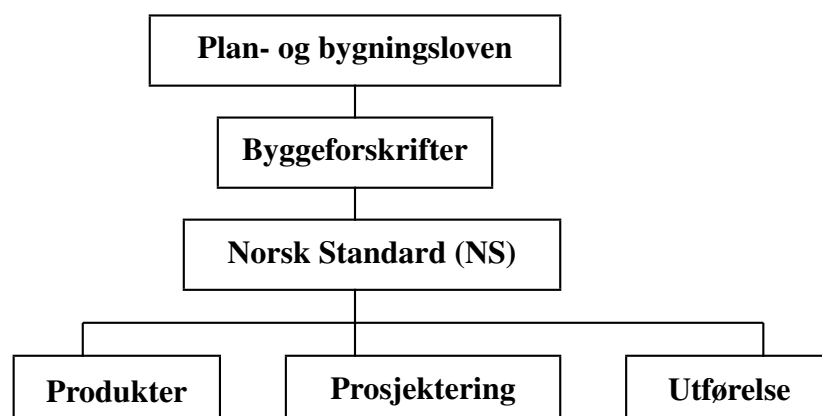 Plan- og bygningsloven
Byggeforskrifter
Norsk Standard (NS)
Produkter
Prosjektering
Utførelse